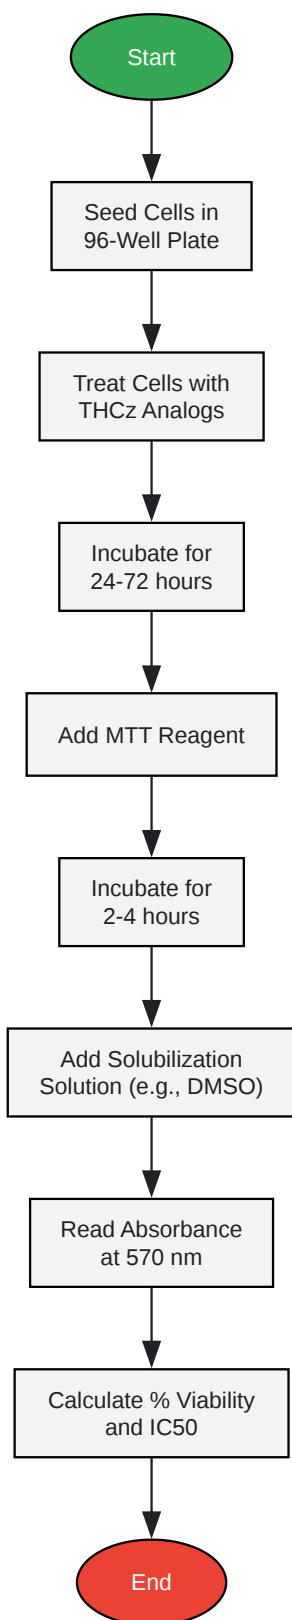 Start
Seed Cells in
96-Well Plate
Treat Cells with
THCz Analogs
Incubate for
24-72 hours
Add MTT Reagent
Incubate for
2-4 hours
Add Solubilization
Solution (e.g., DMSO)
Read Absorbance
at 570 nm
Calculate % Viability
and IC50
End